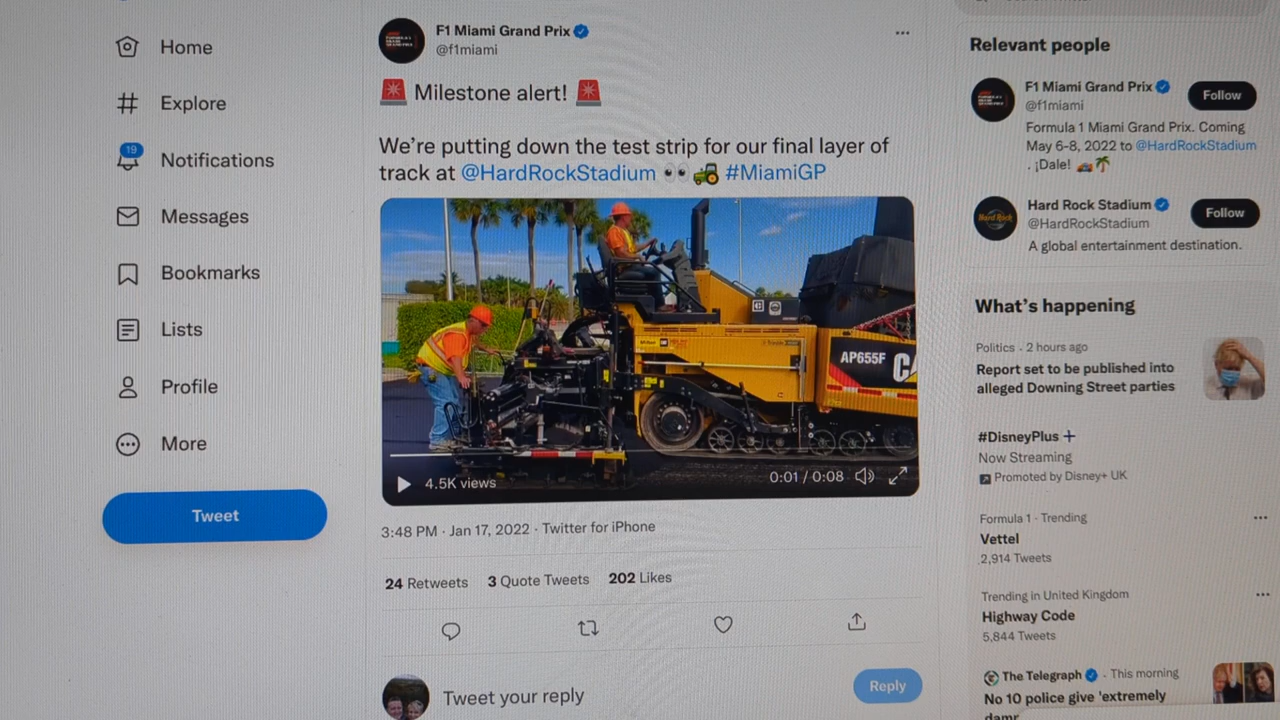 Home
Explore
19
Notifications
Messages
Bookmarks
Lists
Profile
More
Tweet
F1 Miami Grand Prix
@f1miami
Milestone alert!
We're putting down the test strip for our final layer of
track at @HardRockStadium #MiamiGP
AP655F
CA
4.5K views
0:01 / 0:08
3:48 PM · Jan 17, 2022 · Twitter for iPhone
24 Retweets 3 Quote Tweets 202 Likes
Tweet your reply
Reply
Relevant people
F1 Miami Grand Prix
@f1miami
Follow
Formula 1 Miami Grand Prix. Coming
May 6-8, 2022 to @HardRockStadium
. ¡Dale!
Hard Rock
Hard Rock Stadium
@HardRockStadium
Follow
A global entertainment destination.
What's happening
Politics · 2 hours ago
Report set to be published into
alleged Downing Street parties
#DisneyPlus
Now Streaming
Promoted by Disney+ UK
Formula 1 · Trending
Vettel
2,914 Tweets
Trending in United Kingdom
Highway Code
5,844 Tweets
The Telegraph · This morning
No 10 police give 'extremely